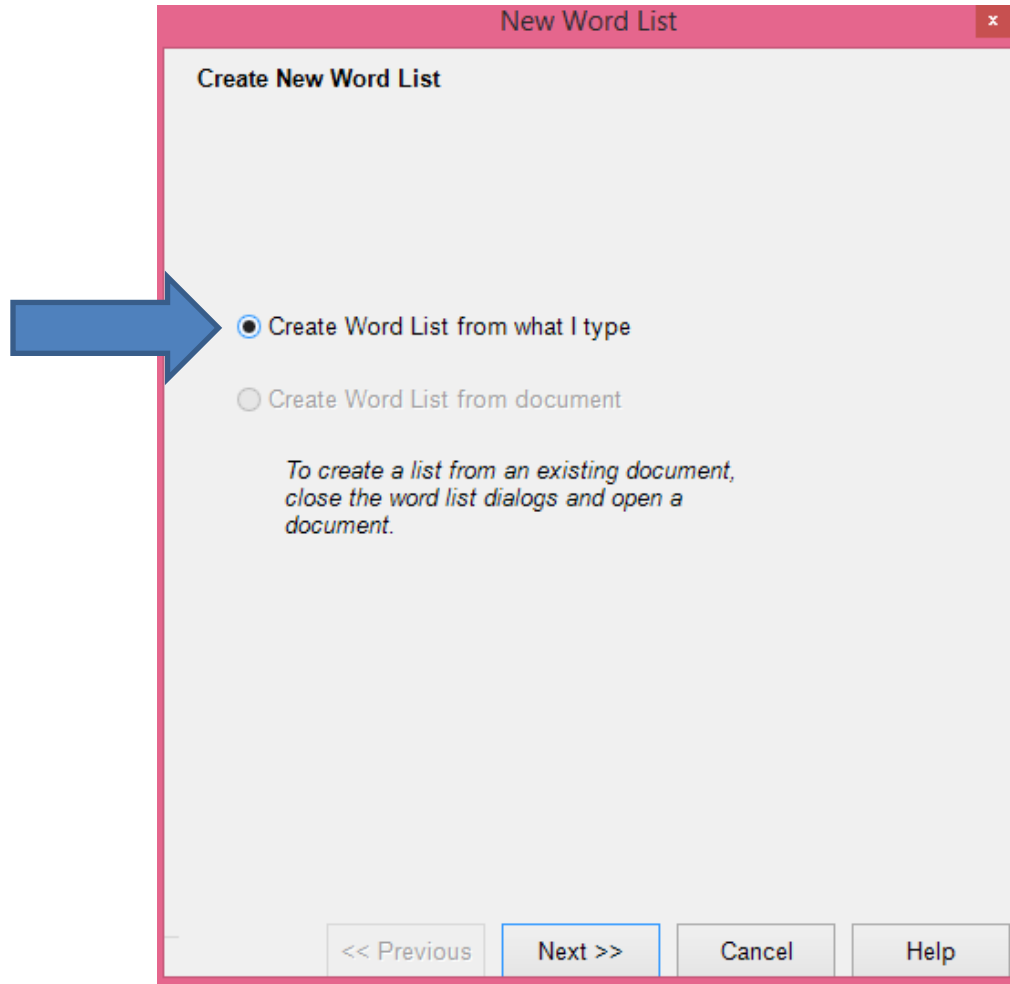 New Word List
x
Create New Word List
Create Word List from what I type
Create Word List from document
To create a list from an existing document,
close the word list dialogs and open a
document.
<< Previous
Next >>
Cancel
Help